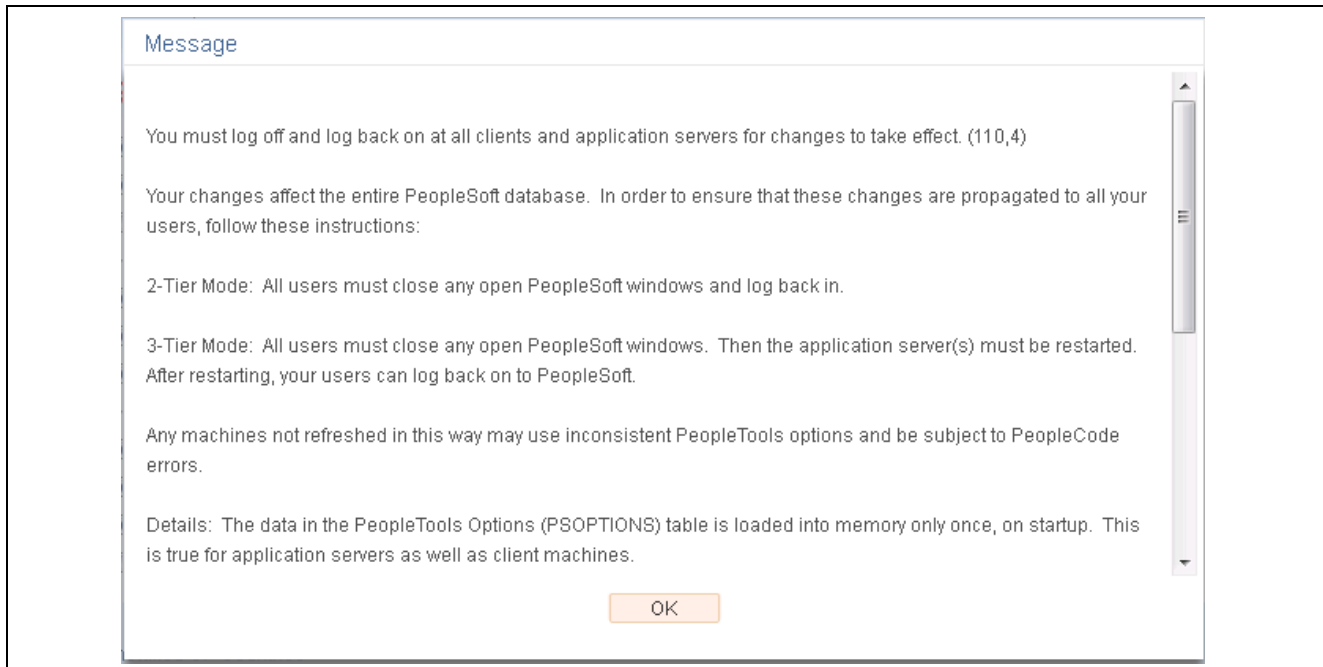 Message
You must log off and log back on at all clients and application servers for changes to take effect. (110,4)
Your changes affect the entire PeopleSoft database.  In order to ensure that these changes are propagated to all your
users, follow these instructions:
2-Tier Mode:  All users must close any open PeopleSoft windows and log back in.
3-Tier Mode:  All users must close any open PeopleSoft windows.  Then the application server(s) must be restarted.
After restarting, your users can log back on to PeopleSoft.
Any machines not refreshed in this way may use inconsistent PeopleTools options and be subject to PeopleCode
errors.
Details:  The data in the PeopleTools Options (PSOPTIONS) table is loaded into memory only once, on startup.  This
is true for application servers as well as client machines.
OK